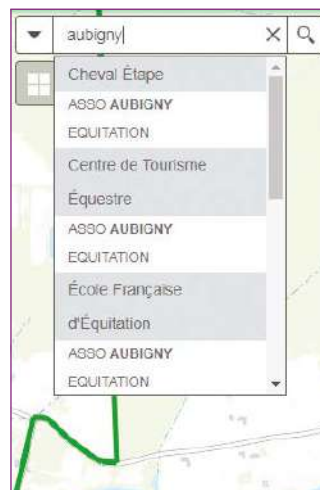 aubigny
Cheval Étape
ASSO AUBIGNY
EQUITATION
Centre de Tourisme
Équestre
ASSO AUBIGNY
EQUITATION
École Française
d'Équitation
ASSO AUBIGNY
EQUITATION